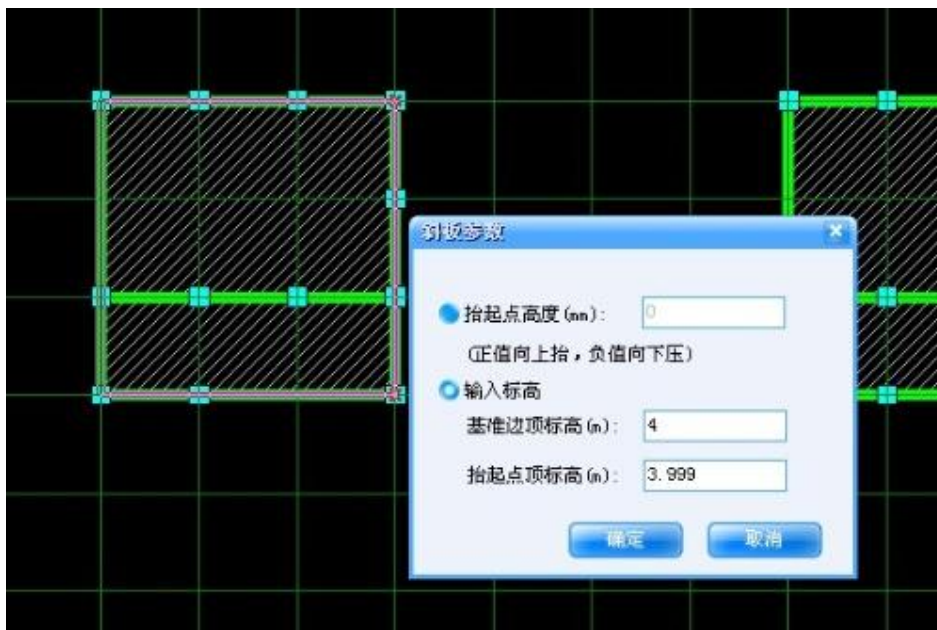 斜板参数
抬起点高度(mm): 0
(正值向上抬，负值向下压)
输入标高
基准边顶标高(m): 4
抬起点顶标高(m): 3.999
确定 取消